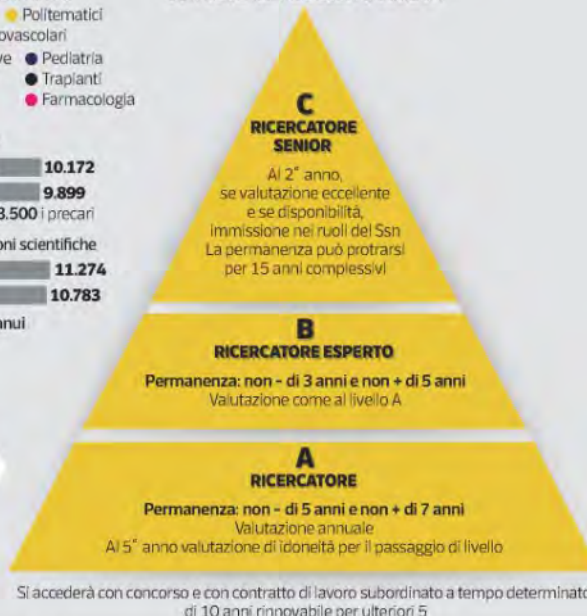 Politematici
ovascolari
Pediatria
Trapianti
Farmacologia
10.172
9.899
3.500 i precari
oni scientifiche
11.274
10.783
anui
C
RICERCATORE
SENIOR
Al 2° anno,
se valutazione eccellente
e se disponibilità,
immissione nei ruoli del Ssn
La permanenza può protrarsi
per 15 anni complessivi
B
RICERCATORE ESPERTO
Permanenza: non - di 3 anni e non + di 5 anni
Valutazione come al livello A
A
RICERCATORE
Permanenza: non - di 5 anni e non + di 7 anni
Valutazione annuale
Al 5° anno valutazione di idoneità per il passaggio di livello
Si accederà con concorso e con contratto di lavoro subordinato a tempo determinato
di 10 anni rinnovabile per ulteriori 5